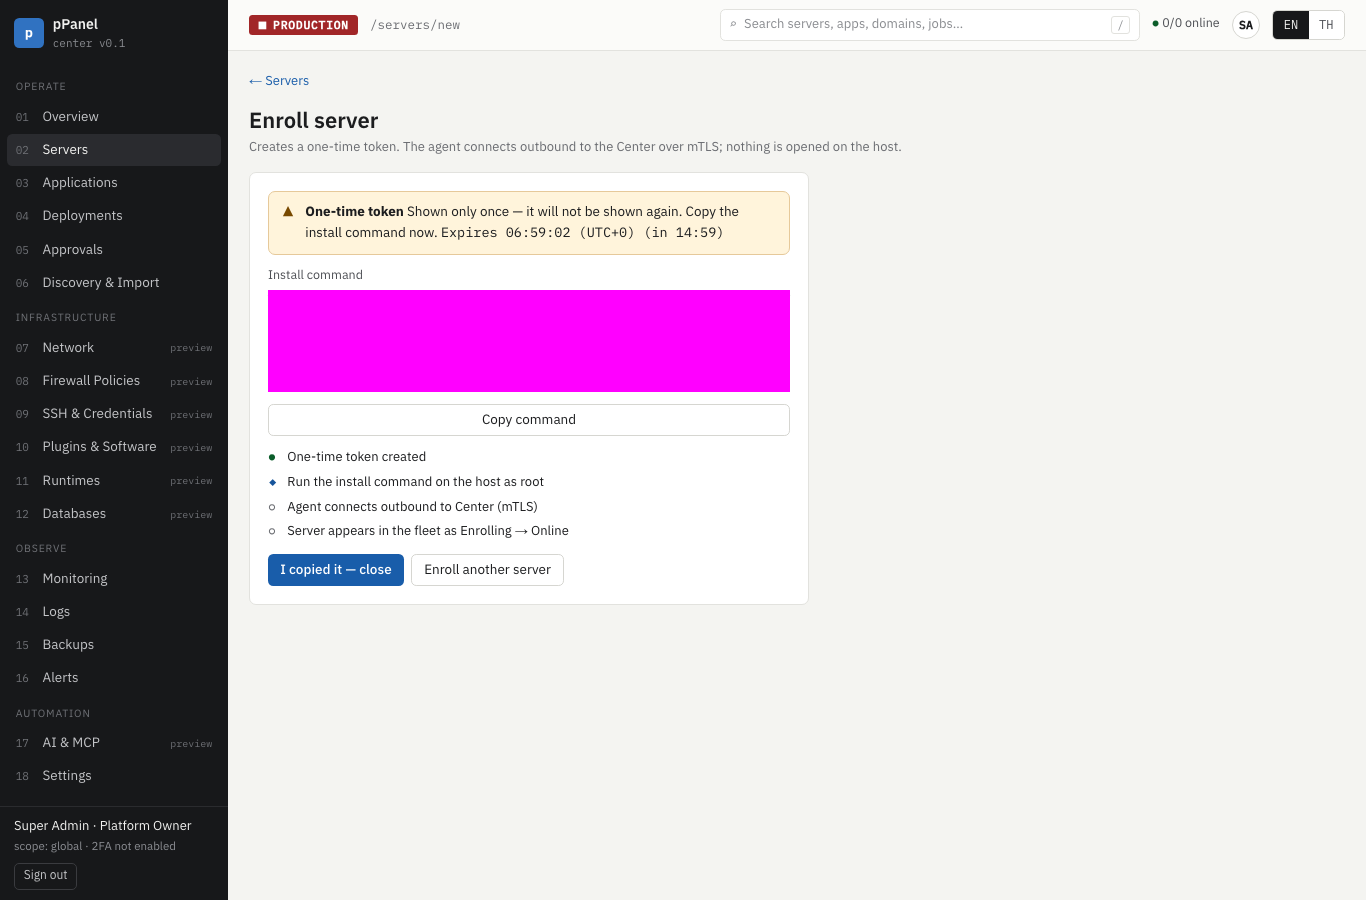 p
pPanel
center v0.1
OPERATE
01 Overview
02 Servers
03 Applications
04 Deployments
05 Approvals
06 Discovery & Import
INFRASTRUCTURE
07 Network preview
08 Firewall Policies preview
09 SSH & Credentials preview
10 Plugins & Software preview
11 Runtimes preview
12 Databases preview
OBSERVE
13 Monitoring
14 Logs
15 Backups
16 Alerts
AUTOMATION
17 AI & MCP preview
18 Settings
Super Admin · Platform Owner
scope: global · 2FA not enabled
Sign out
PRODUCTION /servers/new
Search servers, apps, domains, jobs... /
0/0 online
SA
EN TH
← Servers
Enroll server
Creates a one-time token. The agent connects outbound to the Center over mTLS; nothing is opened on the host.
One-time token Shown only once — it will not be shown again. Copy the
install command now. Expires 06:59:02 (UTC+0) (in 14:59)
Install command
Copy command
One-time token created
Run the install command on the host as root
Agent connects outbound to Center (mTLS)
Server appears in the fleet as Enrolling → Online
I copied it — close
Enroll another server